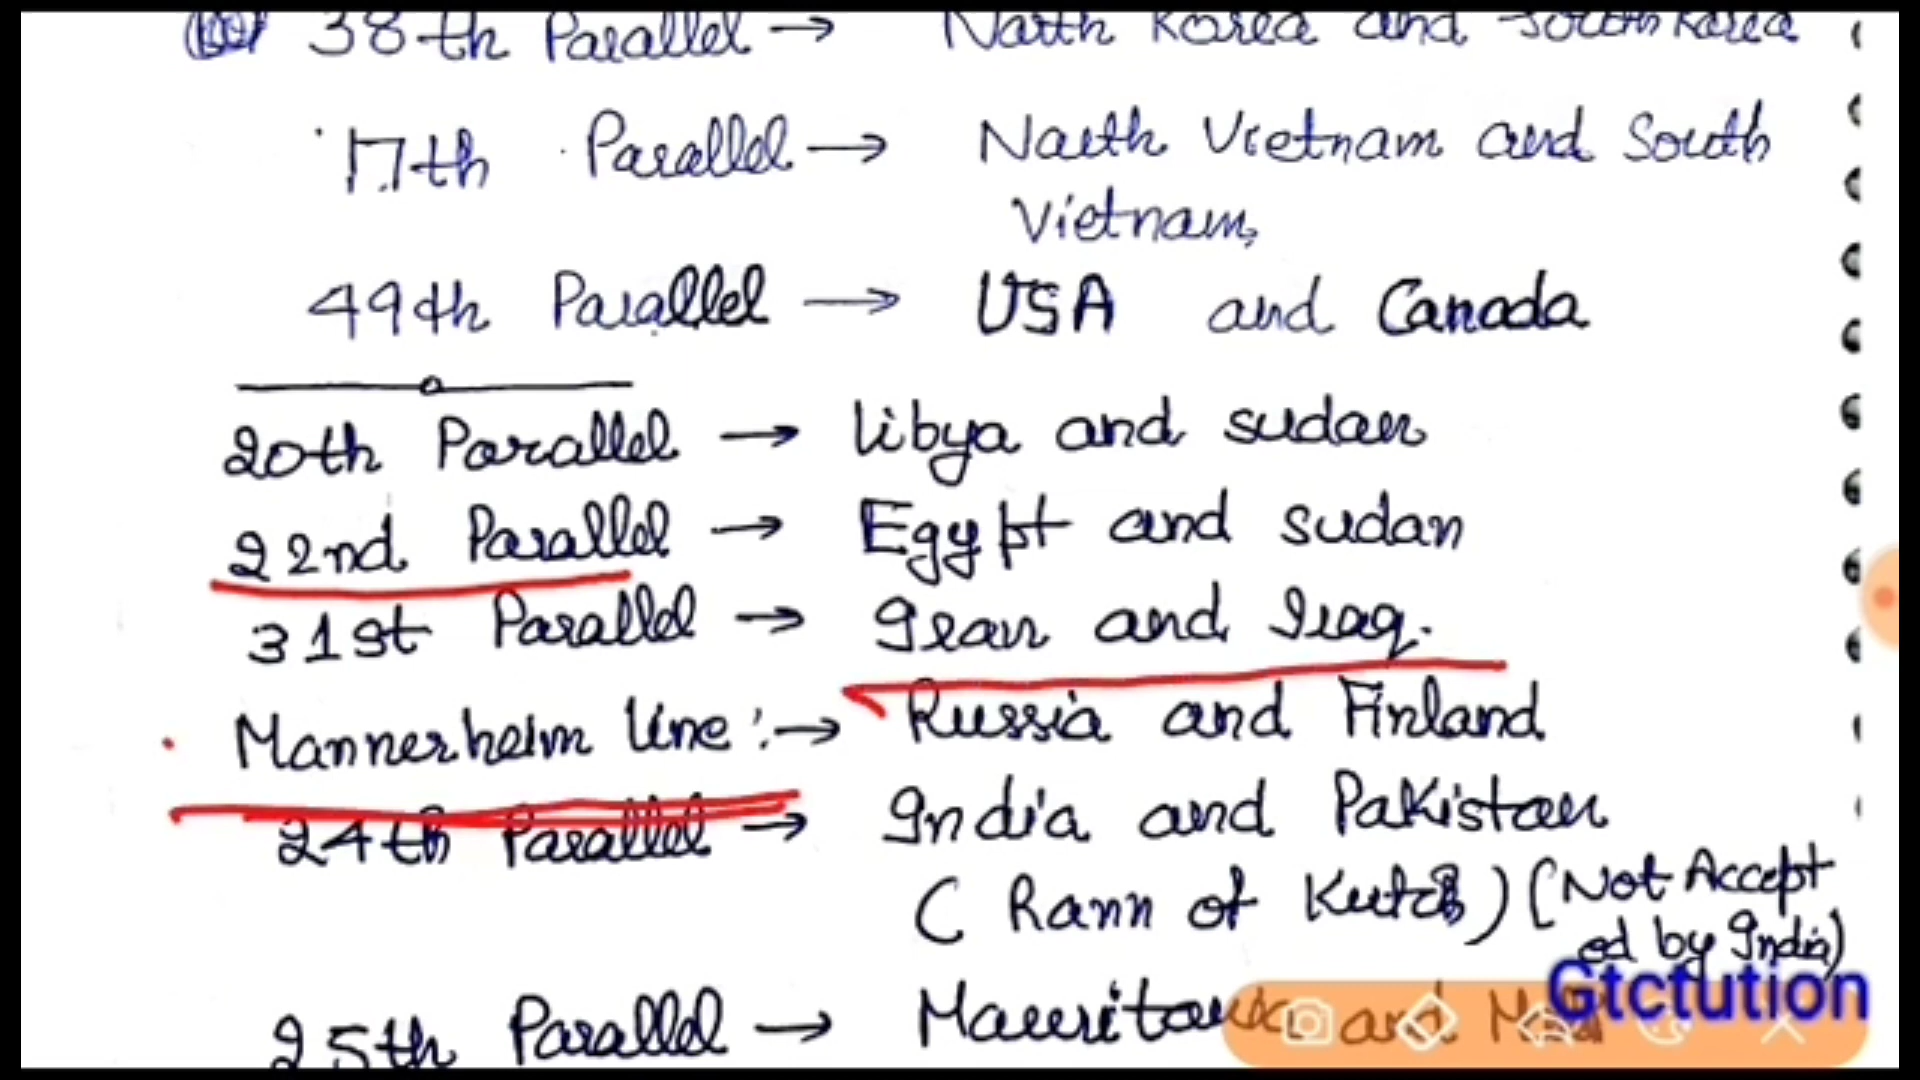 38th Parallel → North Korea and South Korea
17th Parallel → North Vietnam and South
Vietnam,
49th Parallel → USA and Canada
20th Parallel → libya and sudan
22nd Parallel → Egypt and sudan
31st Parallel → Iran and Iraq.
Mannerheim line :→ Russia and Finland
24th Parallel → India and Pakistan
( Rann of Kutch) (Not Accept
ed by India)
Gtctution
25th Parallel → Mauritania and Mali